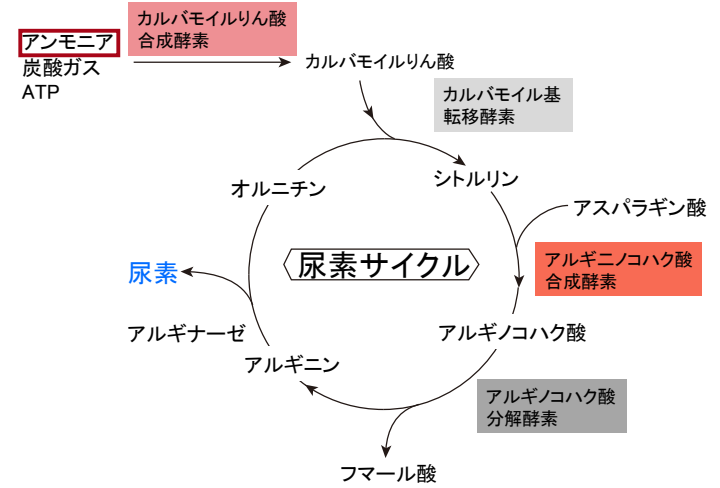 カルバモイルりん酸
合成酵素
アンモニア
炭酸ガス
ATP
カルバモイルりん酸
カルバモイル基
転移酵素
オルニチン
シトルリン
アスパラギン酸
尿素サイクル
尿素
アルギニノコハク酸
合成酵素
アルギナーゼ
アルギノコハク酸
アルギニン
アルギノコハク酸
分解酵素
フマール酸